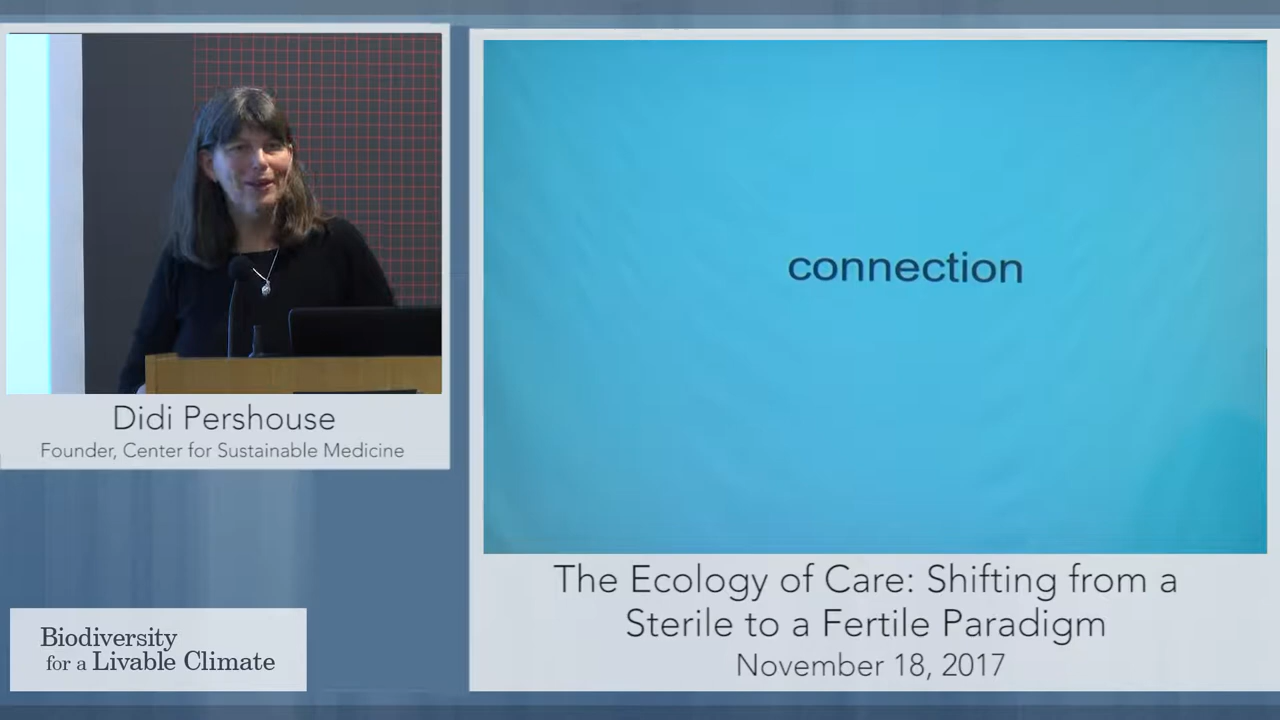 connection
Didi Pershouse
Founder, Center for Sustainable Medicine
The Ecology of Care: Shifting from a
Sterile to a Fertile Paradigm
November 18, 2017
Biodiversity
for a Livable Climate